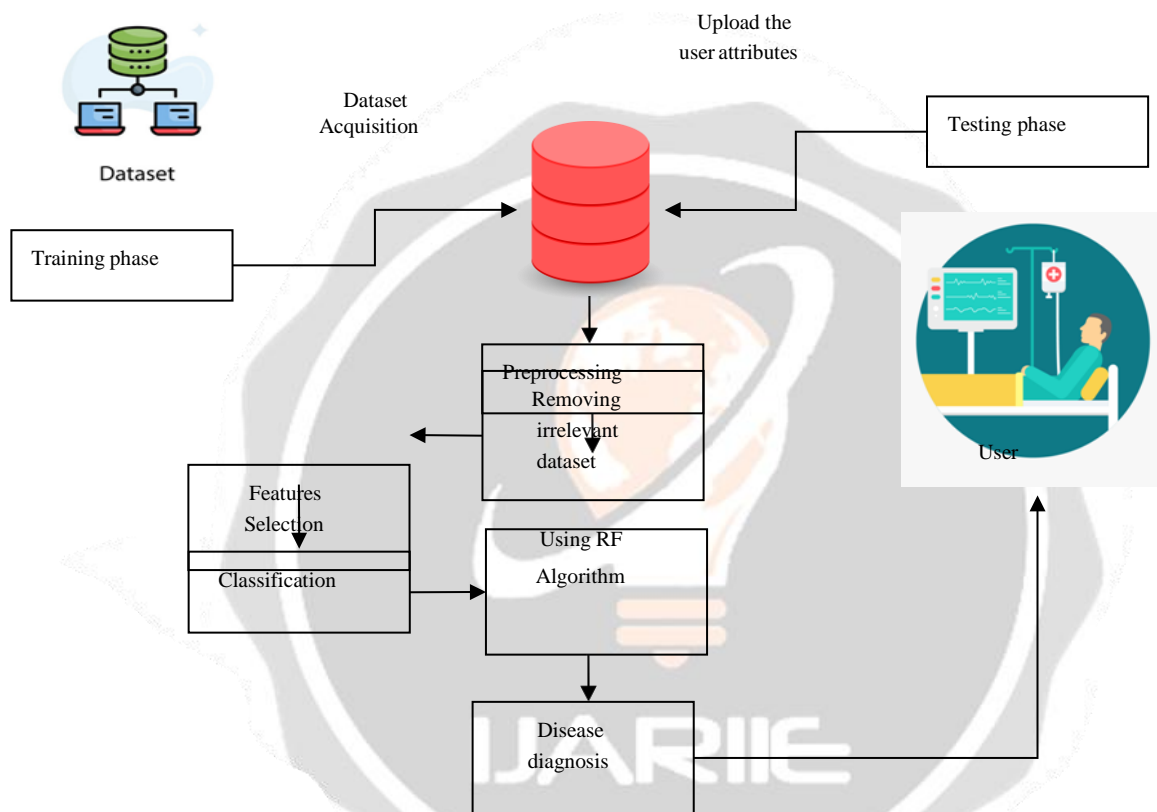 Upload the
user attributes
Dataset
Acquisition
Testing phase
Dataset
Training phase
Preprocessing
Removing
irrelevant
dataset
User
Features
Selection
Using RF
Algorithm
Classification
Disease
diagnosis
IJARIIE